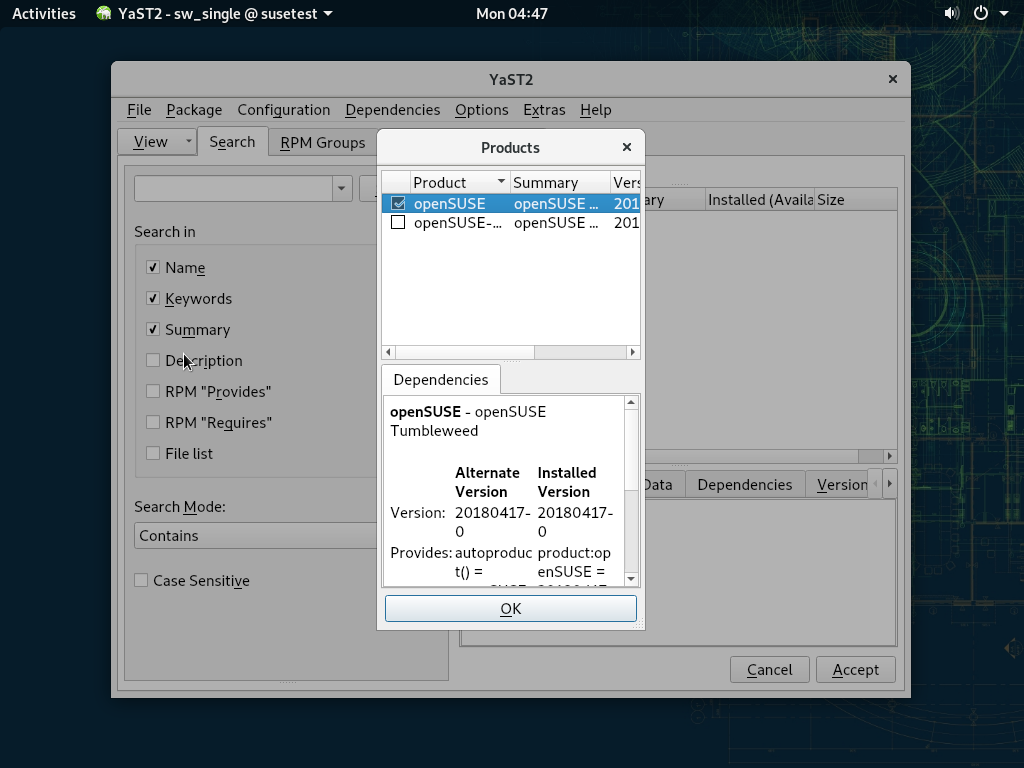 Activities YaST2 - sw_single @ susetest Mon 04:47
YaST2
File Package Configuration Dependencies Options Extras Help
View Search RPM Groups
Products
Product Summary Vers
openSUSE openSUSE ... 201
openSUSE-... openSUSE ... 201
Installed (Availa Size
Search in
Name
Keywords
Summary
Description
RPM "Provides"
RPM "Requires"
File list
Search Mode:
Contains
Case Sensitive
Dependencies
openSUSE - openSUSE
Tumbleweed
Alternate Installed
Version Version
Version: 20180417- 20180417-
0 0
Provides: autoproduc product:op
t() = enSUSE =
OK
Data Dependencies Version
Cancel Accept